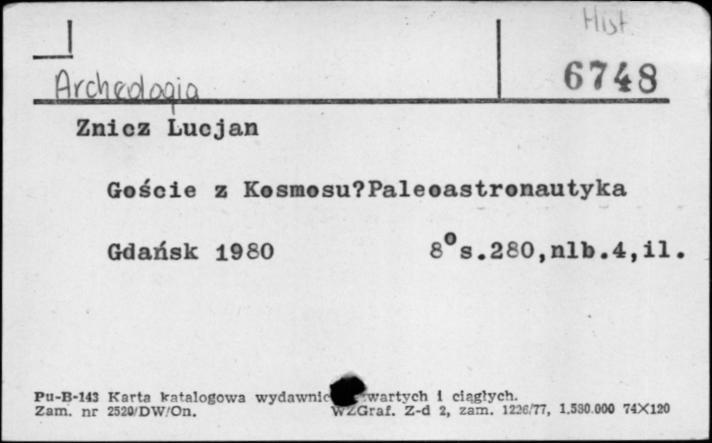 Hist
Archeologia
6748
Znicz Lucjan
Goście z Kosmosu?Paleoastronautyka
Gdańsk 1980 8°s.280,nlb.4,il.
Pu-B-143 Karta katalogowa wydawnic wartych i ciągłych.
Zam. nr 2520/DW/On. WZGraf. Z-d 2, zam. 1226/77, 1.530.000 74X120